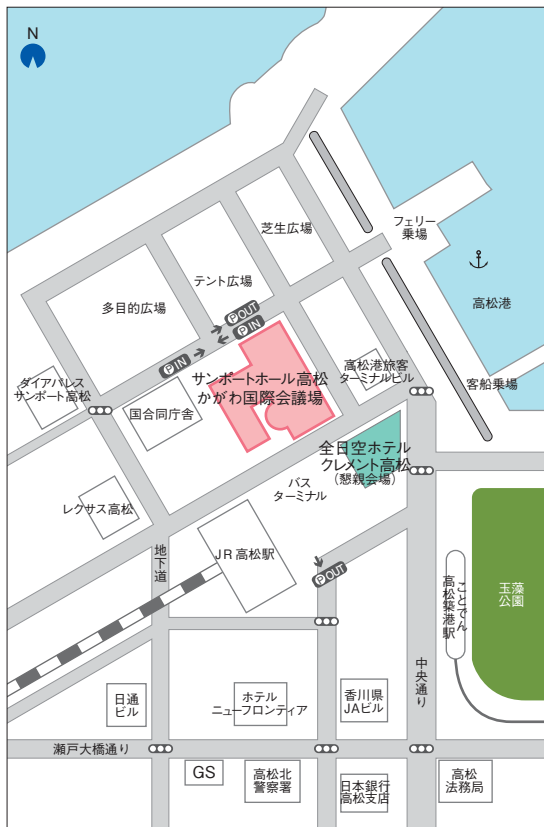 N
芝生広場
フェリー
乗場
テント広場
高松港
多目的広場
P OUT
P IN
P IN
ダイアパレス
サンポート高松
国合同庁舎
サンポートホール高松
かがわ国際会議場
高松港旅客
ターミナルビル
客船乗場
全日空ホテル
クレメント高松
(懇親会場)
バス
ターミナル
レクサス高松
地下道
JR高松駅
P OUT
ことでん
高松築港駅
玉藻
公園
中央通り
日通
ビル
ホテル
ニューフロンティア
香川県
JAビル
瀬戸大橋通り
GS
高松北
警察署
日本銀行
高松支店
高松
法務局